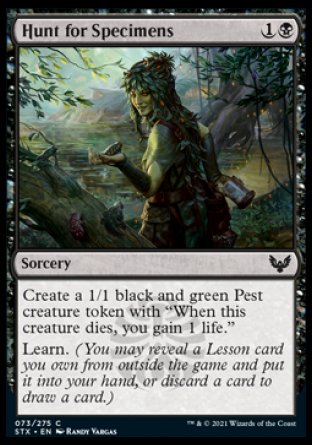 Hunt for Specimens 1
Sorcery
Create a 1/1 black and green Pest
creature token with “When this
creature dies, you gain 1 life.”
Learn. (You may reveal a Lesson card
you own from outside the game and put
it into your hand, or discard a card to
draw a card.)
073/275 C
STX • EN RANDY VARGAS
™ & © 2021 Wizards of the Coast